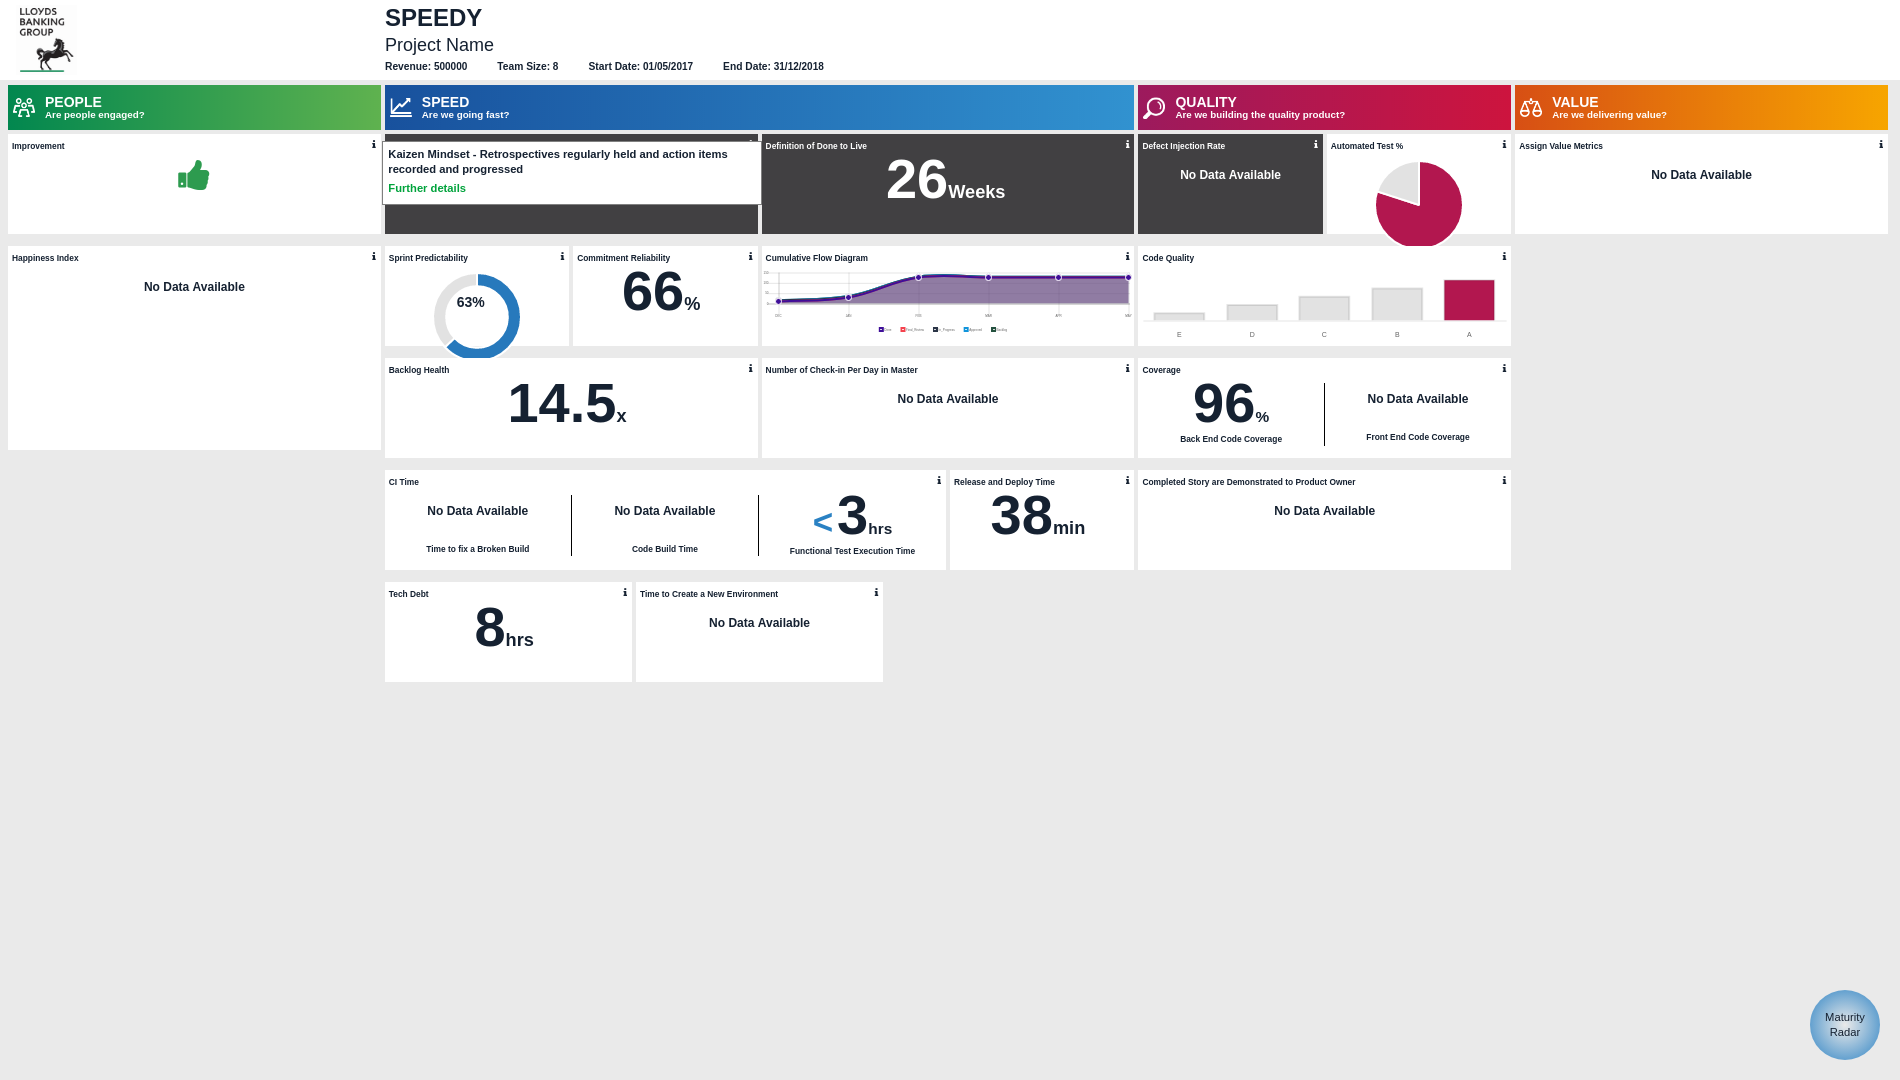 LLOYDS
BANKING
GROUP
SPEEDY
Project Name
Revenue: 500000 Team Size: 8 Start Date: 01/05/2017 End Date: 31/12/2018
PEOPLE
Are people engaged?
SPEED
Are we going fast?
QUALITY
Are we building the quality product?
VALUE
Are we delivering value?
Improvement
Kaizen Mindset - Retrospectives regularly held and action items
recorded and progressed
Further details
Definition of Done to Live
26Weeks
Defect Injection Rate
No Data Available
Automated Test %
Assign Value Metrics
No Data Available
Happiness Index
No Data Available
Sprint Predictability
63%
Commitment Reliability
66%
Cumulative Flow Diagram
Code Quality
E D C B A
Backlog Health
14.5x
Number of Check-in Per Day in Master
No Data Available
Coverage
96%
Back End Code Coverage
No Data Available
Front End Code Coverage
CI Time
No Data Available
Time to fix a Broken Build
No Data Available
Code Build Time
<3hrs
Functional Test Execution Time
Release and Deploy Time
38min
Completed Story are Demonstrated to Product Owner
No Data Available
Tech Debt
8hrs
Time to Create a New Environment
No Data Available
Maturity
Radar